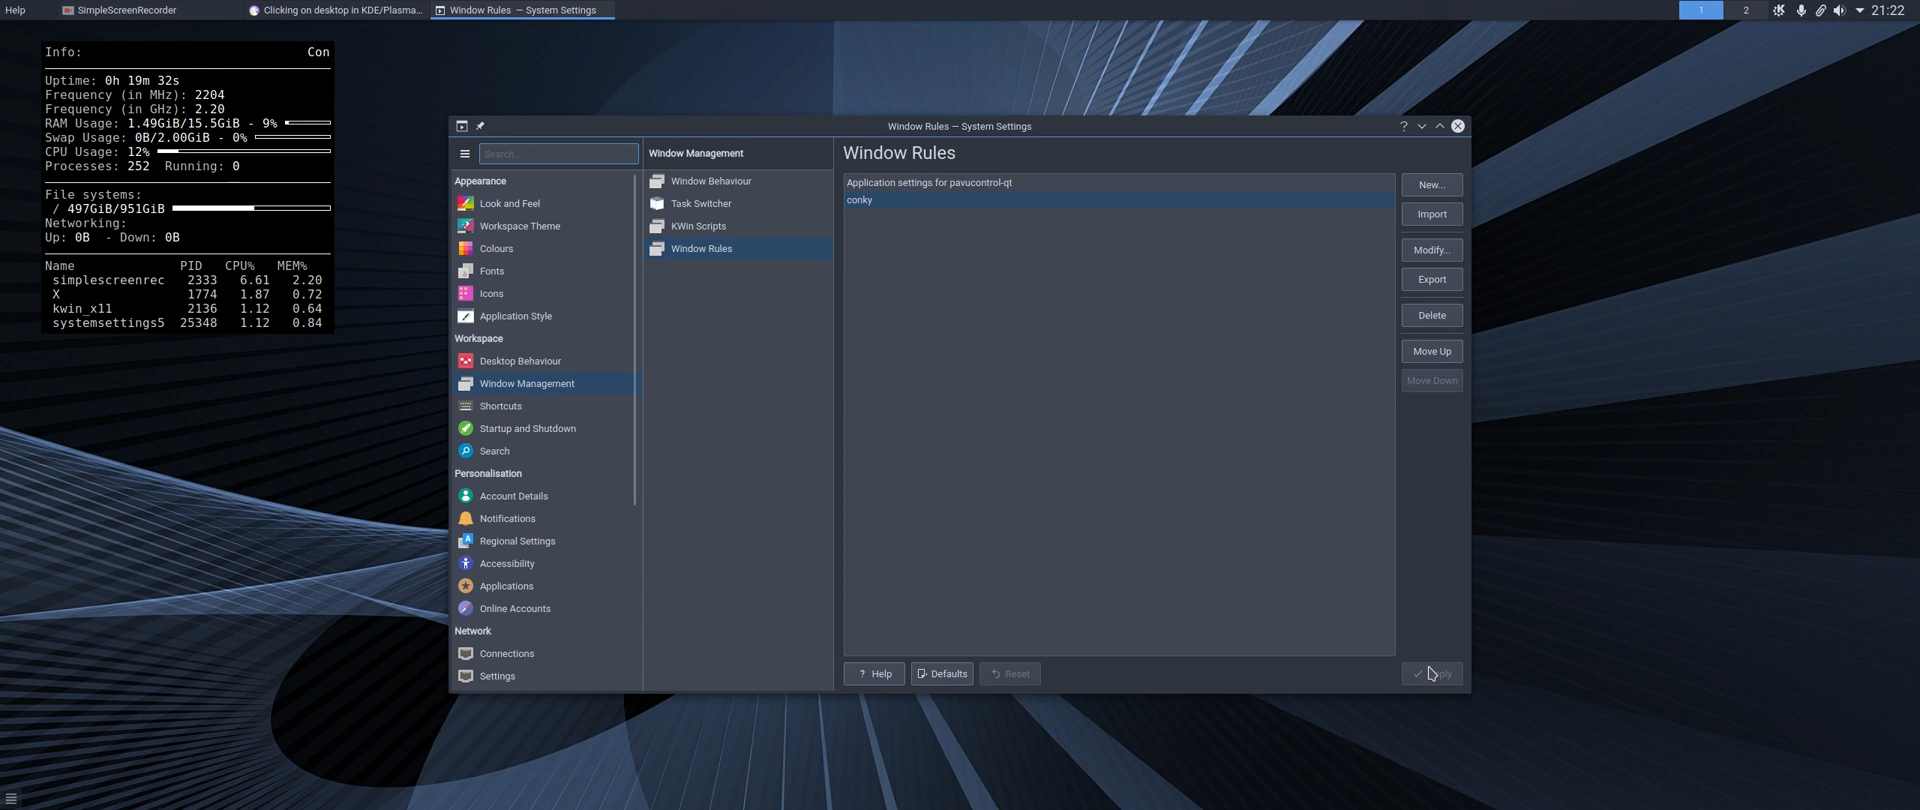 Help
SimpleScreenRecorder
Clicking on desktop in KDE/Plasma...
Window Rules — System Settings
1
2
21:22
Info: Con
Uptime: 0h 19m 32s
Frequency (in MHz): 2204
Frequency (in GHz): 2.20
RAM Usage: 1.49GiB/15.5GiB - 9%
Swap Usage: 0B/2.00GiB - 0%
CPU Usage: 12%
Processes: 252 Running: 0
File systems:
/ 497GiB/951GiB
Networking:
Up: 0B - Down: 0B
Name PID CPU% MEM%
simplescreenrec 2333 6.61 2.20
X 1774 1.87 0.72
kwin_x11 2136 1.12 0.64
systemsettings5 25348 1.12 0.84
Window Rules — System Settings
Search...
Appearance
Look and Feel
Workspace Theme
Colours
Fonts
Icons
Application Style
Workspace
Desktop Behaviour
Window Management
Shortcuts
Startup and Shutdown
Search
Personalisation
Account Details
Notifications
Regional Settings
Accessibility
Applications
Online Accounts
Network
Connections
Settings
Window Management
Window Behaviour
Task Switcher
KWin Scripts
Window Rules
Window Rules
Application settings for pavucontrol-qt
conky
New...
Import
Modify...
Export
Delete
Move Up
Move Down
? Help
Defaults
Reset